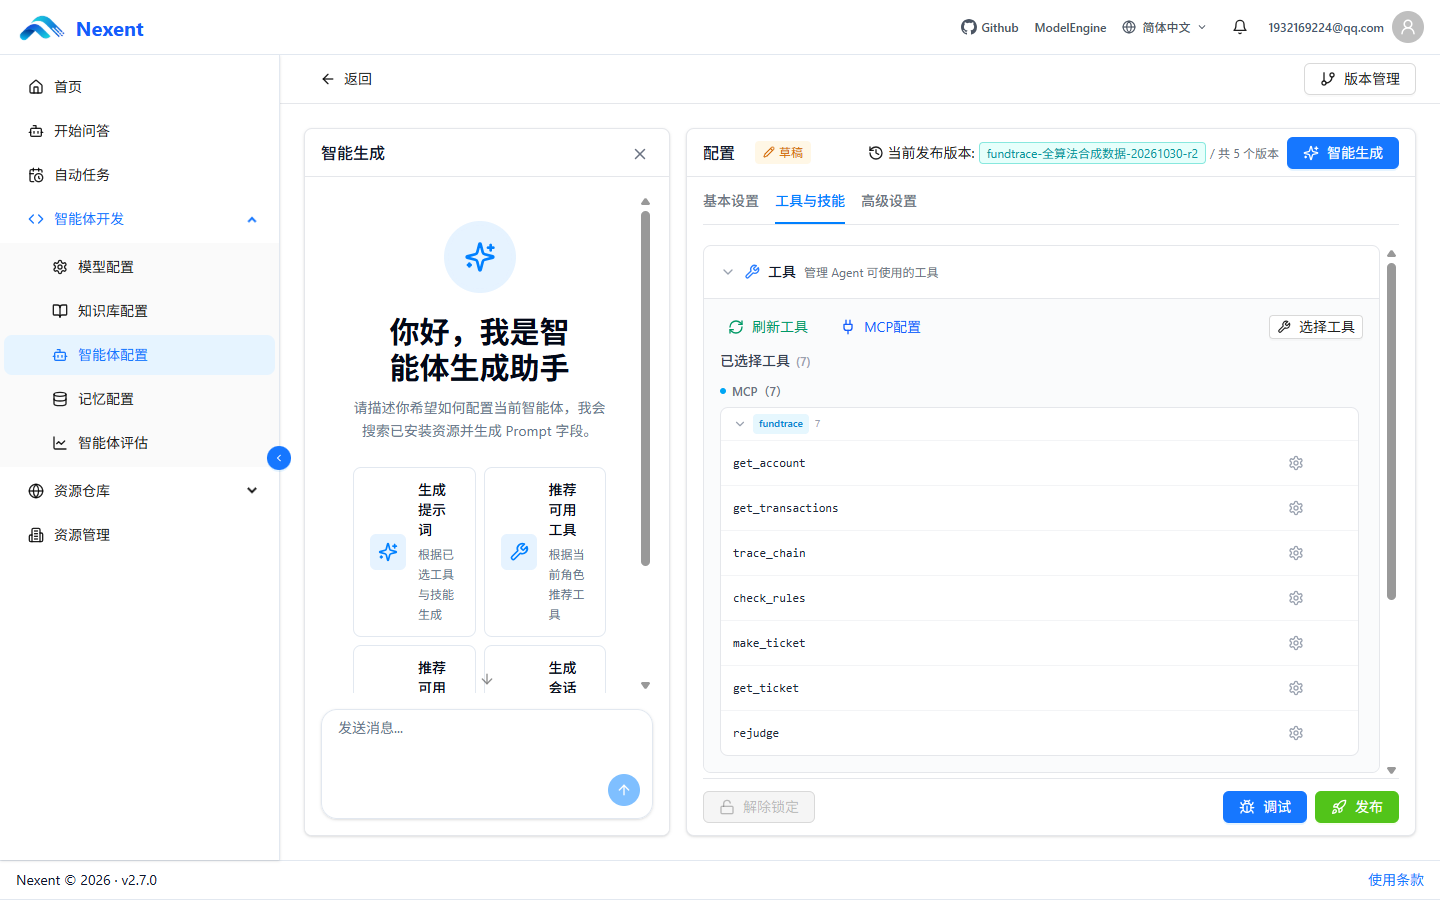 Nexent
Github
ModelEngine
简体中文
1932169224@qq.com
首页
开始问答
自动任务
智能体开发
模型配置
知识库配置
智能体配置
记忆配置
智能体评估
资源仓库
资源管理
返回
版本管理
智能生成
你好，我是智
能体生成助手
请描述你希望如何配置当前智能体，我会
搜索已安装资源并生成 Prompt 字段。
生成
提示
词
根据已
选工具
与技能
生成
推荐
可用
工具
根据当
前角色
推荐工
具
推荐
可用
生成
会话
发送消息...
配置
草稿
当前发布版本:
fundtrace-全算法合成数据-20261030-r2
/ 共 5 个版本
智能生成
基本设置
工具与技能
高级设置
工具 管理 Agent 可使用的工具
刷新工具
MCP配置
选择工具
已选择工具 (7)
MCP（7）
fundtrace 7
get_account
get_transactions
trace_chain
check_rules
make_ticket
get_ticket
rejudge
解除锁定
调试
发布
Nexent © 2026 · v2.7.0
使用条款